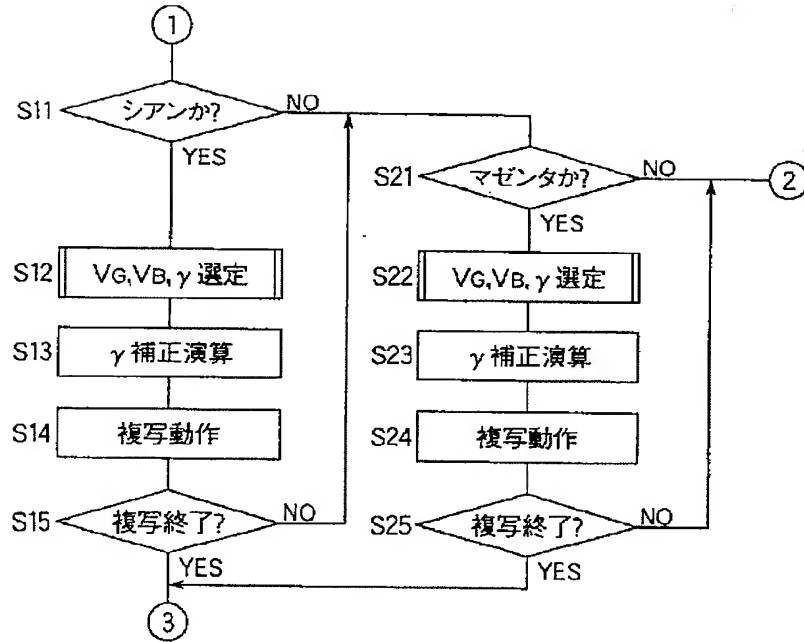 ①
S11 シアンか? NO
YES
S12 VG,VB,γ選定
S13 γ補正演算
S14 複写動作
S15 複写終了? NO
YES
③
S21 マゼンタか? NO
②
YES
S22 VG,VB,γ選定
S23 γ補正演算
S24 複写動作
S25 複写終了? NO
YES